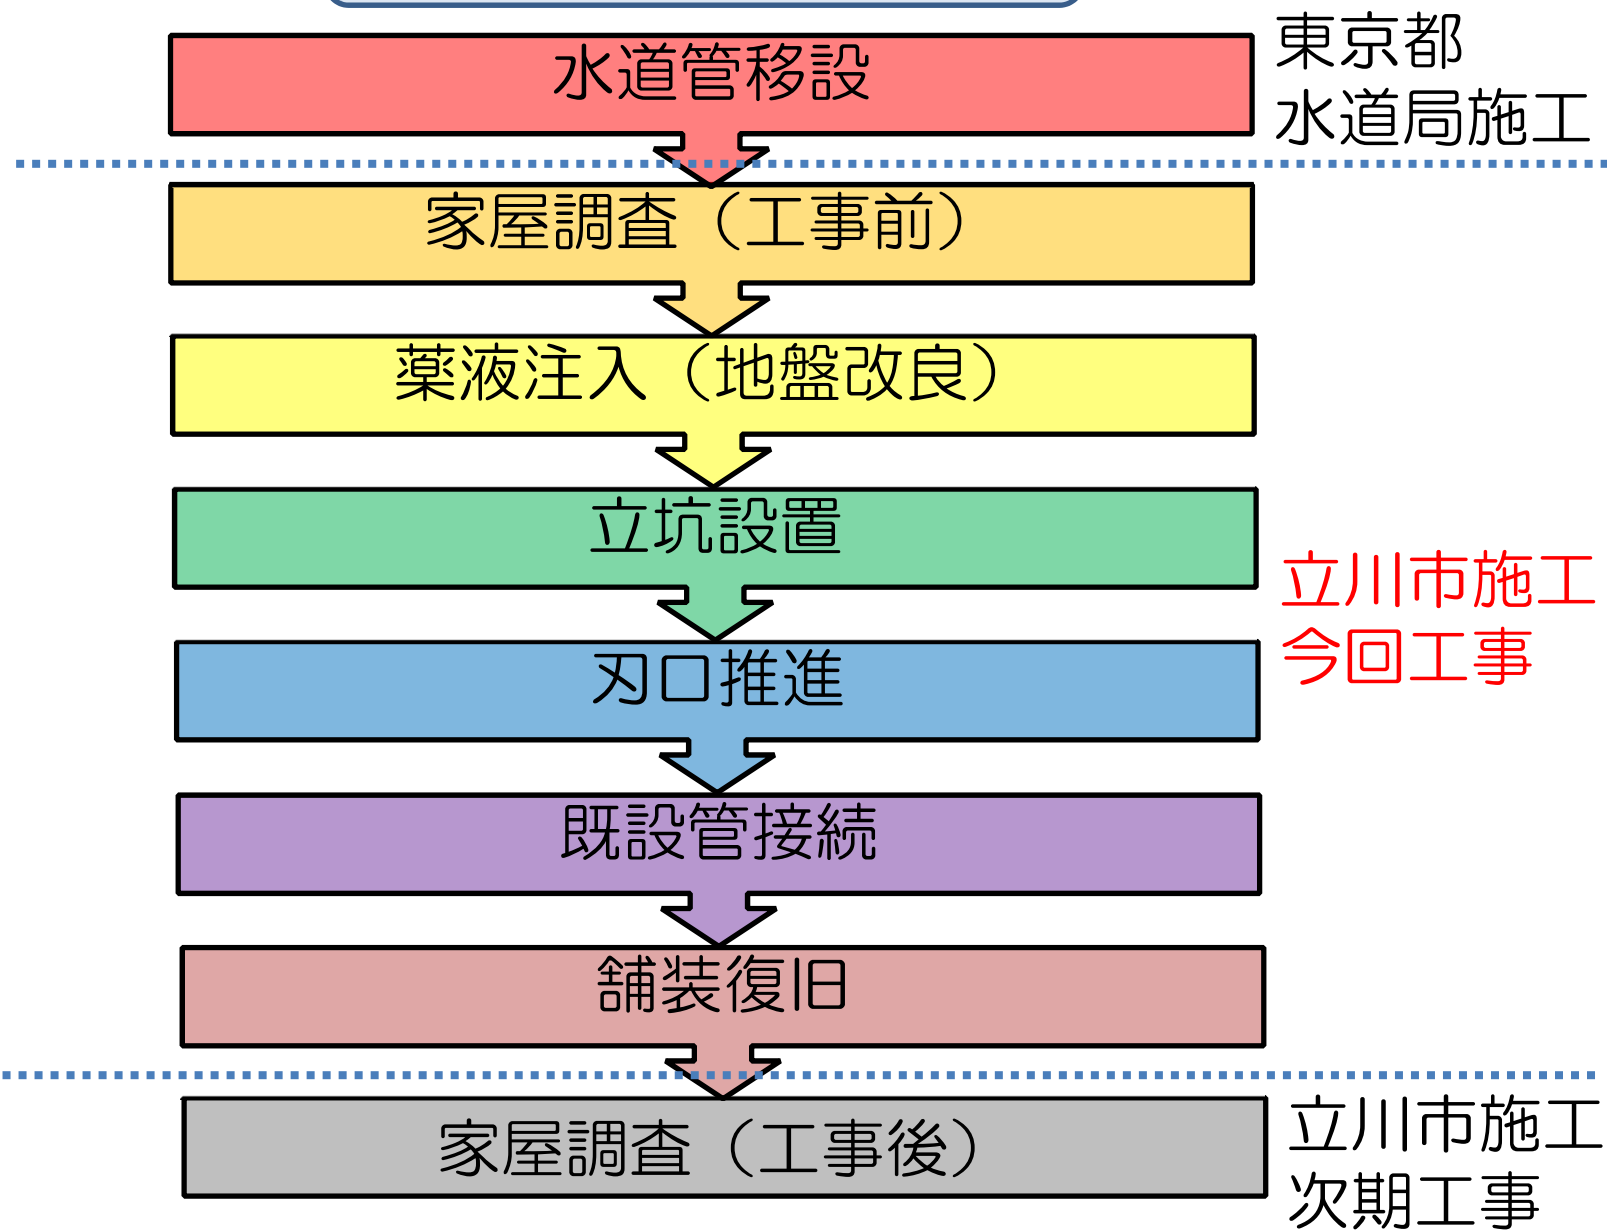 水道管移設
東京都
水道局施工
家屋調査（工事前）
薬液注入（地盤改良）
立坑設置
立川市施工
今回工事
刃口推進
既設管接続
舗装復旧
家屋調査（工事後）
立川市施工
次期工事